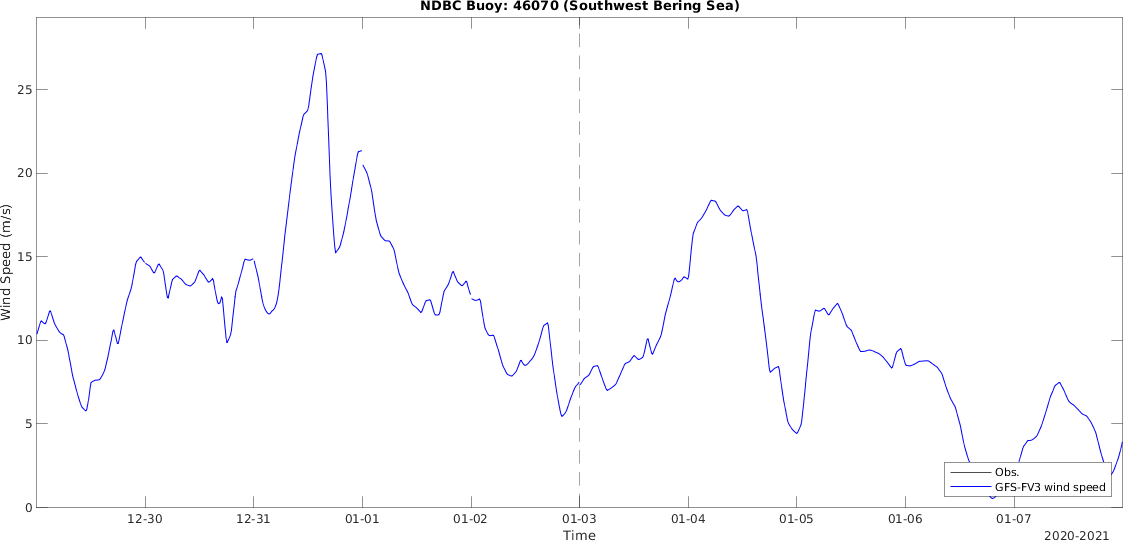 NDBC Buoy: 46070 (Southwest Bering Sea)
25
20
15
10
5
0
Wind Speed (m/s)
12-30 12-31 01-01 01-02 01-03 01-04 01-05 01-06 01-07
Time
2020-2021
Obs.
GFS-FV3 wind speed